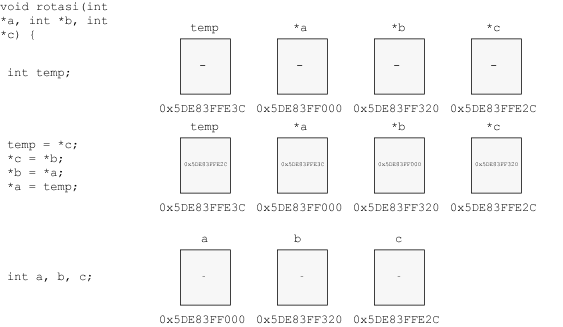 void rotasi(int
*a, int *b, int
*c) {
temp *a *b *c
int temp;
- - - -
0x5DE83FFE3C 0x5DE83FF000 0x5DE83FF320 0x5DE83FFE2C
temp *a *b *c
temp = *c;
*c = *b;
*b = *a;
*a = temp;
0x5DE83FFE2C 0x5DE83FFE3C 0x5DE83FF000 0x5DE83FF320
0x5DE83FFE3C 0x5DE83FF000 0x5DE83FF320 0x5DE83FFE2C
a b c
int a, b, c;
- - -
0x5DE83FF000 0x5DE83FF320 0x5DE83FFE2C